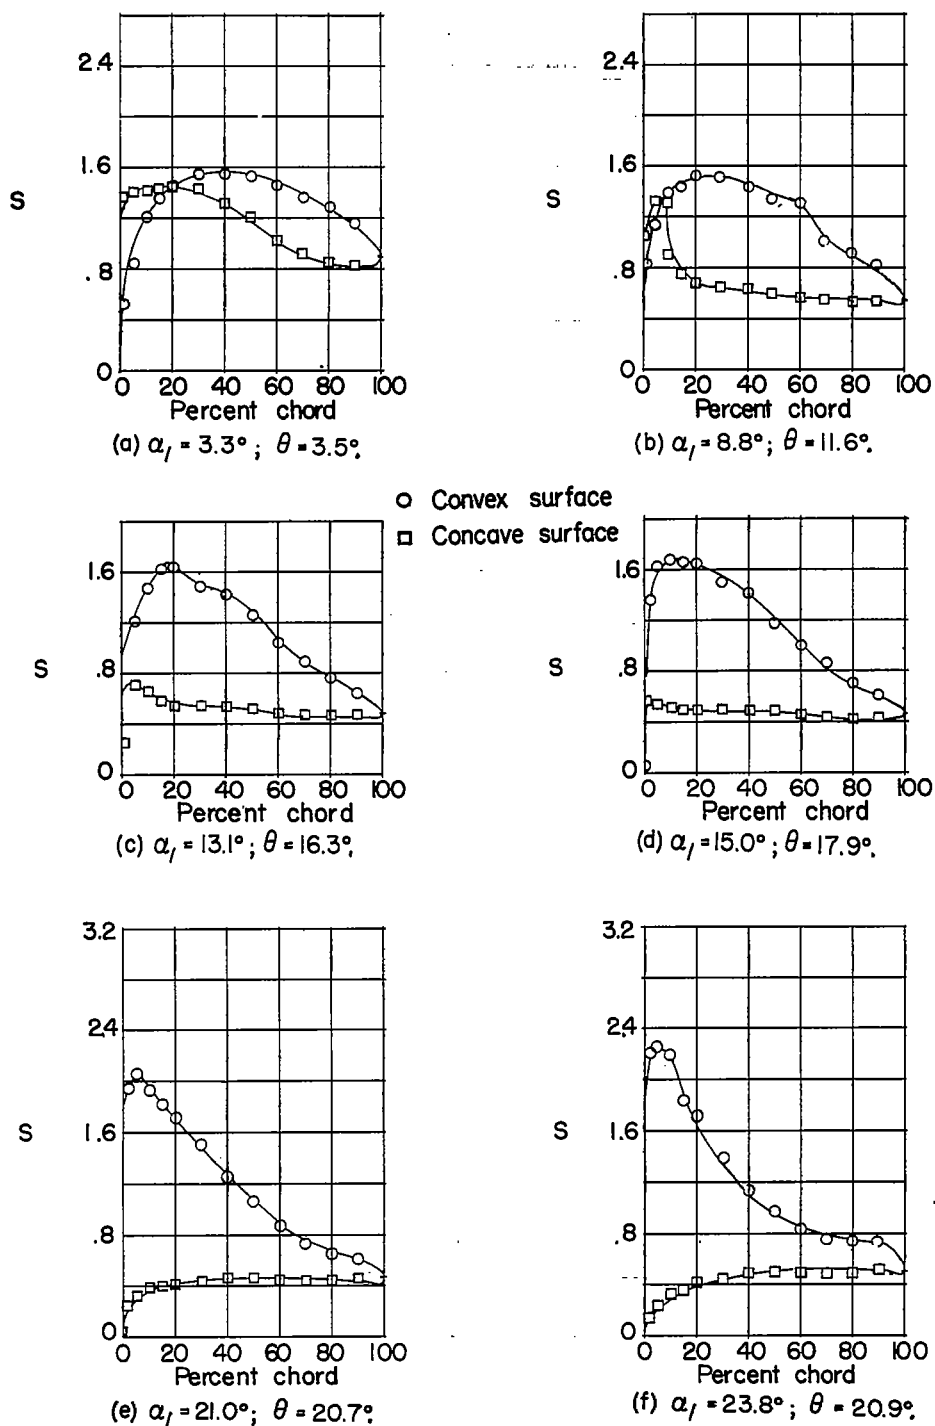 2.4
1.6
S
.8
0
0 20 40 60 80 100
Percent chord
(a) α₁ = 3.3°; θ = 3.5°.
2.4
1.6
S
.8
0
0 20 40 60 80 100
Percent chord
(b) α₁ = 8.8°; θ = 11.6°.
○ Convex surface
□ Concave surface
1.6
S
.8
0
0 20 40 60 80 100
Percent chord
(c) α₁ = 13.1°; θ = 16.3°.
1.6
S
.8
0
0 20 40 60 80 100
Percent chord
(d) α₁ = 15.0°; θ = 17.9°.
3.2
2.4
S
1.6
.8
0
0 20 40 60 80 100
Percent chord
(e) α₁ = 21.0°; θ = 20.7°.
3.2
2.4
S
1.6
.8
0
0 20 40 60 80 100
Percent chord
(f) α₁ = 23.8°; θ = 20.9°.